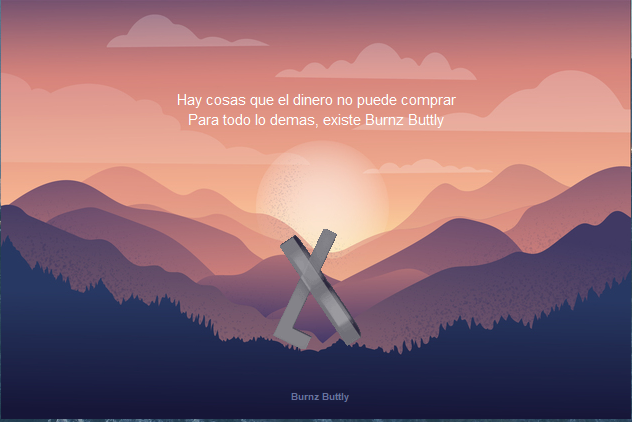 Hay cosas que el dinero no puede comprar
Para todo lo demas, existe Burnz Buttly
Burnz Buttly